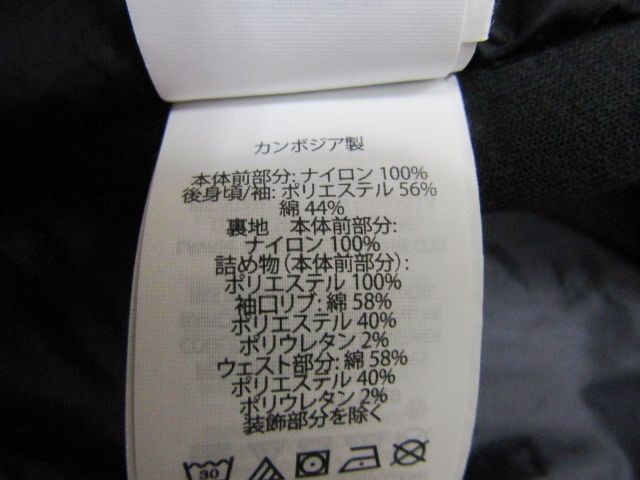 カンボジア製
本体前部分: ナイロン 100%
後身頃/袖: ポリエステル 56%
綿 44%
裏地　本体前部分:
ナイロン 100%
詰め物 (本体前部分) :
ポリエステル 100%
袖口リブ: 綿 58%
ポリエステル 40%
ポリウレタン 2%
ウェスト部分: 綿 58%
ポリエステル 40%
ポリウレタン 2%
装飾部分を除く
30